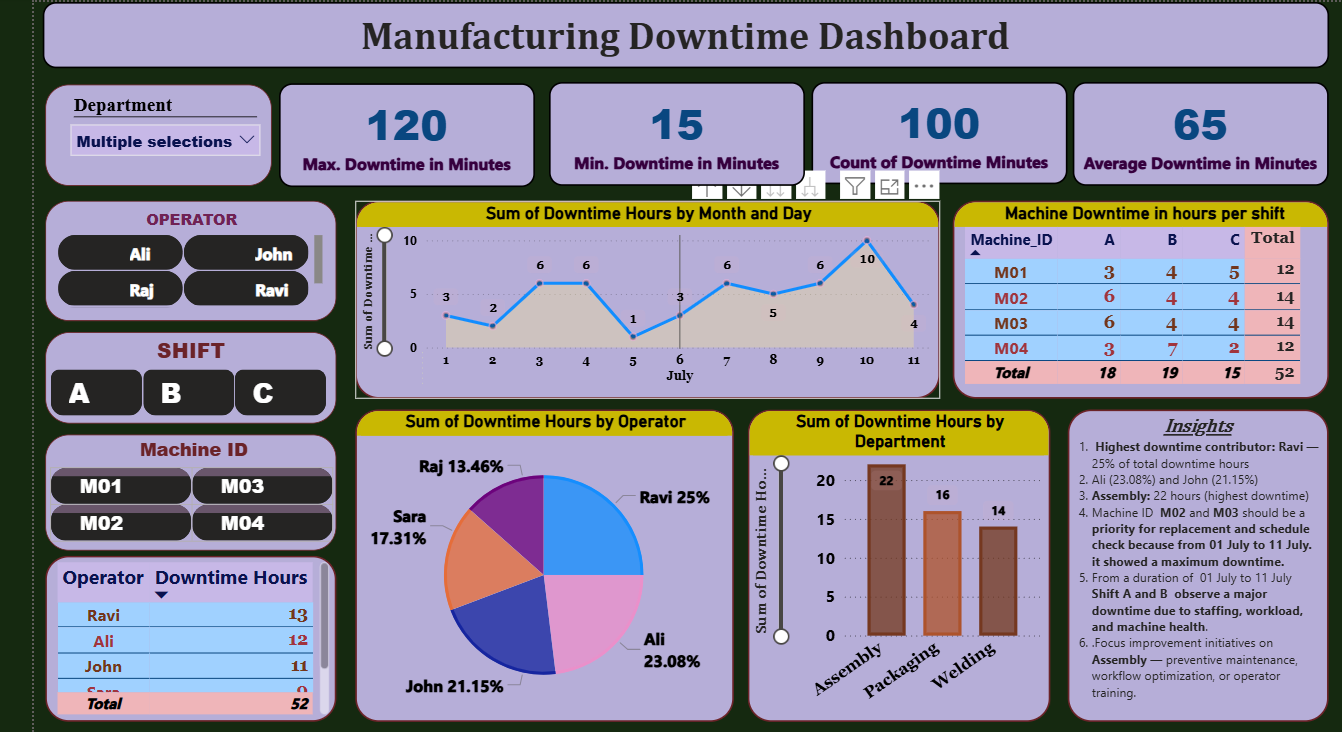 Manufacturing Downtime Dashboard
Department
Multiple selections
120
Max. Downtime in Minutes
15
Min. Downtime in Minutes
100
Count of Downtime Minutes
65
Average Downtime in Minutes
OPERATOR
Ali John
Raj Ravi
SHIFT
A B C
Machine ID
M01 M03
M02 M04
Operator Downtime Hours
Ravi 13
Ali 12
John 11
Sara 9
Total 52
Sum of Downtime Hours by Month and Day
Sum of Downtime ...
10
5
0
3
2
6
6
1
3
6
5
6
10
4
1 2 3 4 5 6 7 8 9 10 11
July
Machine Downtime in hours per shift
Machine_ID A B C Total
M01 3 4 5 12
M02 6 4 4 14
M03 6 4 4 14
M04 3 7 2 12
Total 18 19 15 52
Sum of Downtime Hours by Operator
Raj 13.46%
Ravi 25%
Sara
17.31%
Ali
23.08%
John 21.15%
Sum of Downtime Hours by
Department
Sum of Downtime Ho...
20
15
10
5
0
22
16
14
Assembly
Packaging
Welding
Insights
1. Highest downtime contributor: Ravi —
25% of total downtime hours
2. Ali (23.08%) and John (21.15%)
3. Assembly: 22 hours (highest downtime)
4. Machine ID M02 and M03 should be a
priority for replacement and schedule
check because from 01 July to 11 July.
it showed a maximum downtime.
5. From a duration of 01 July to 11 July
Shift A and B observe a major
downtime due to staffing, workload,
and machine health.
6. .Focus improvement initiatives on
Assembly — preventive maintenance,
workflow optimization, or operator
training.